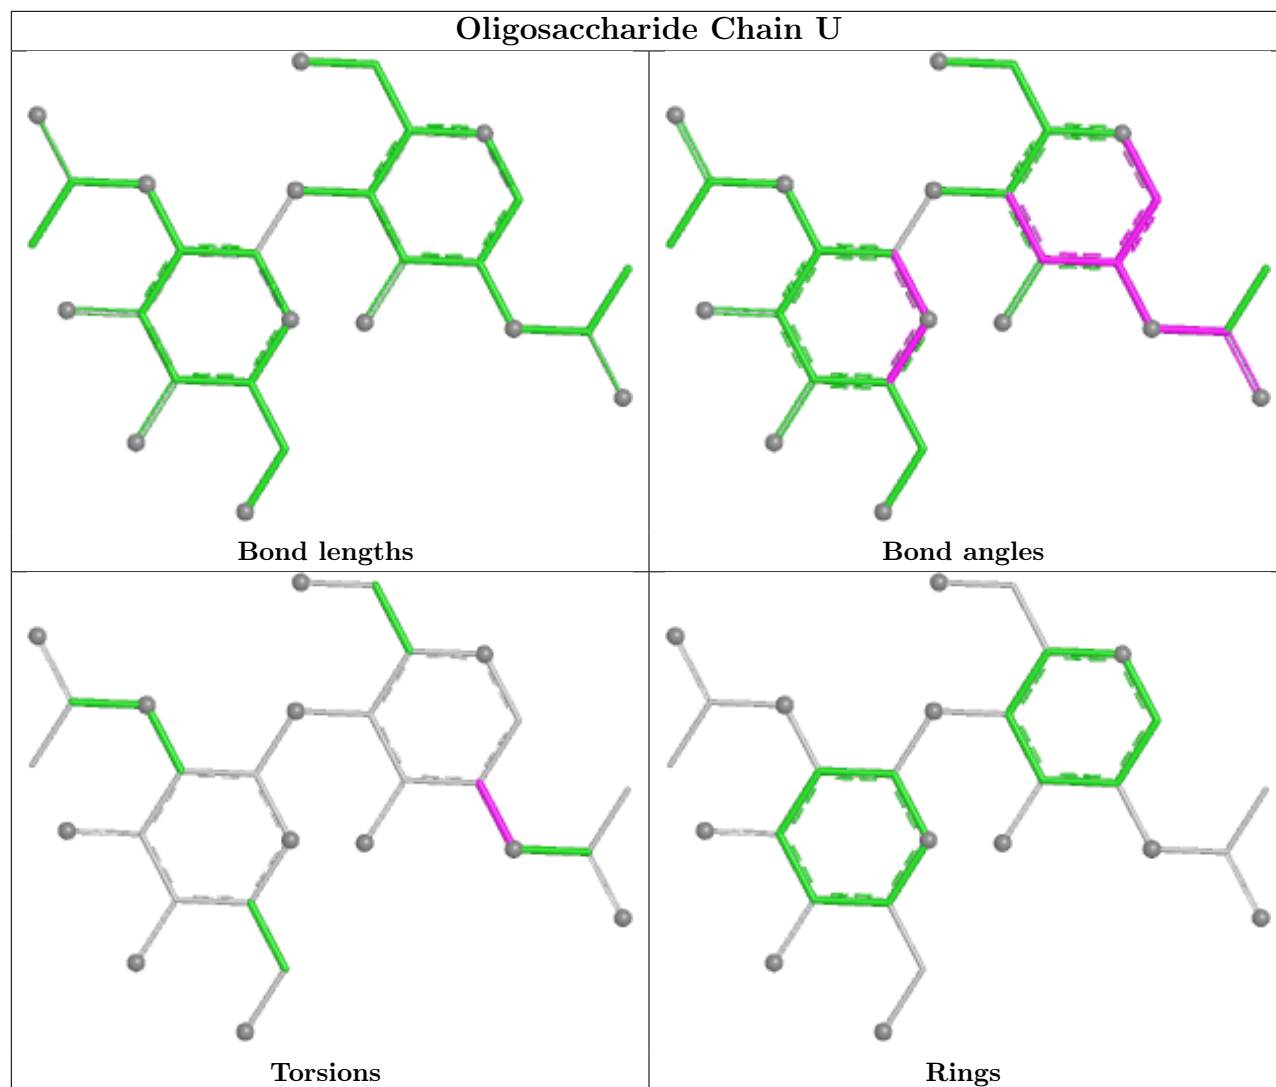 Oligosaccharide Chain U
Bond lengths
Bond angles
Torsions
Rings